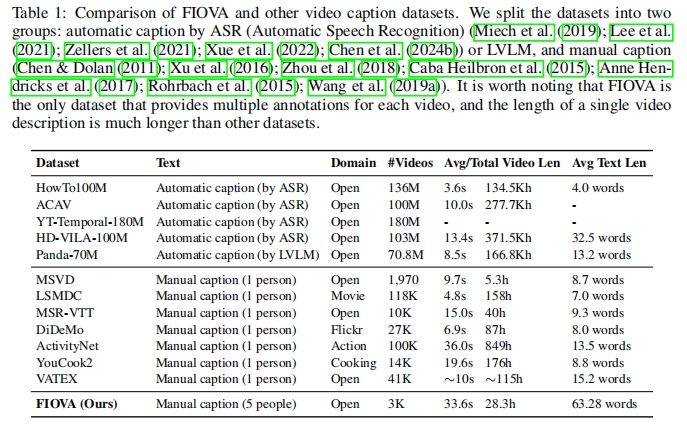 Table 1: Comparison of FIOVA and other video caption datasets. We split the datasets into two
groups: automatic caption by ASR (Automatic Speech Recognition) (Miech et al. (2019); Lee et al.
(2021); Zellers et al. (2021); Xue et al. (2022); Chen et al. (2024b)) or LVLM, and manual caption
(Chen & Dolan (2011); Xu et al. (2016); Zhou et al. (2018); Caba Heilbron et al. (2015); Anne Hen-
dricks et al. (2017); Rohrbach et al. (2015); Wang et al. (2019a)). It is worth noting that FIOVA is
the only dataset that provides multiple annotations for each video, and the length of a single video
description is much longer than other datasets.
Dataset Text Domain #Videos Avg/Total Video Len Avg Text Len
HowTo100M Automatic caption (by ASR) Open 136M 3.6s 134.5Kh 4.0 words
ACAV Automatic caption (by ASR) Open 100M 10.0s 277.7Kh -
YT-Temporal-180M Automatic caption (by ASR) Open 180M - - -
HD-VILA-100M Automatic caption (by ASR) Open 103M 13.4s 371.5Kh 32.5 words
Panda-70M Automatic caption (by LVLM) Open 70.8M 8.5s 166.8Kh 13.2 words
MSVD Manual caption (1 person) Open 1,970 9.7s 5.3h 8.7 words
LSMDC Manual caption (1 person) Movie 118K 4.8s 158h 7.0 words
MSR-VTT Manual caption (1 person) Open 10K 15.0s 40h 9.3 words
DiDeMo Manual caption (1 person) Flickr 27K 6.9s 87h 8.0 words
ActivityNet Manual caption (1 person) Action 100K 36.0s 849h 13.5 words
YouCook2 Manual caption (1 person) Cooking 14K 19.6s 176h 8.8 words
VATEX Manual caption (1 person) Open 41K ~10s ~115h 15.2 words
FIOVA (Ours) Manual caption (5 people) Open 3K 33.6s 28.3h 63.28 words